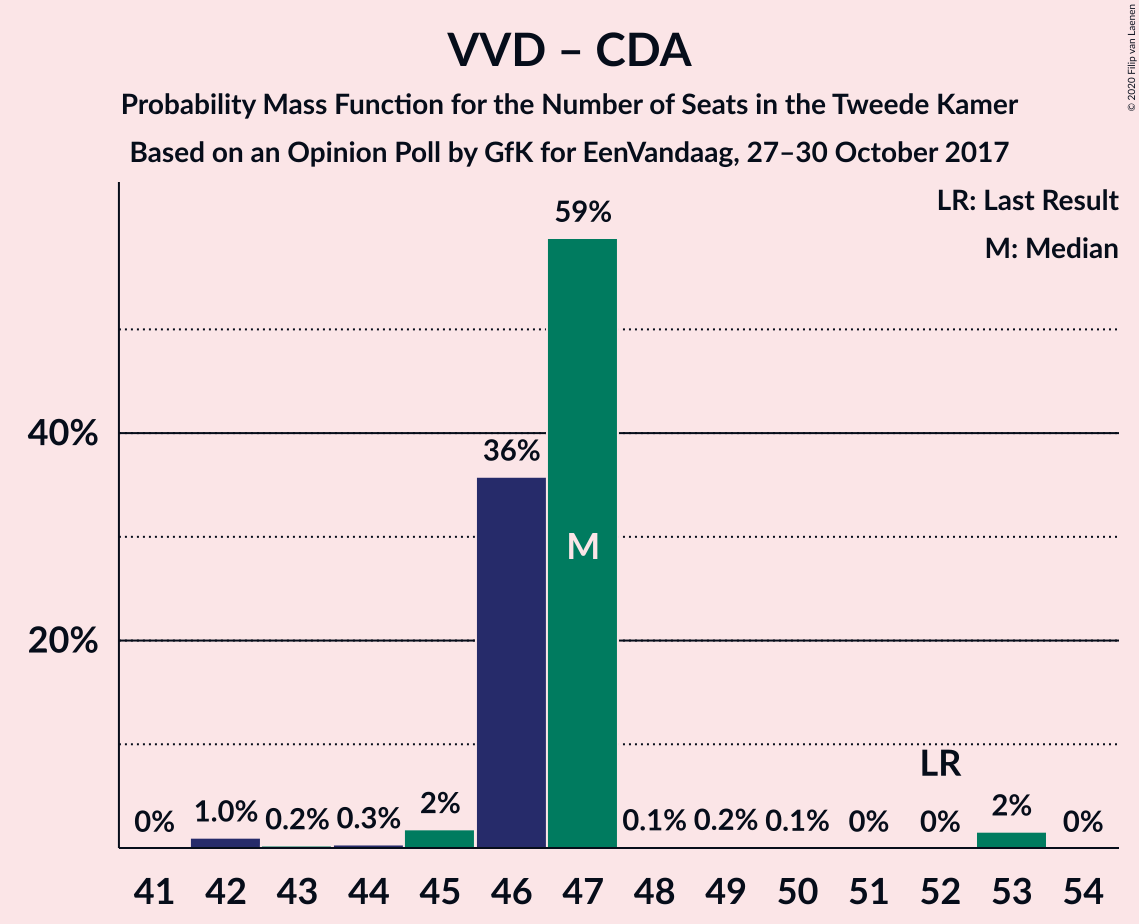 VVD – CDA
Probability Mass Function for the Number of Seats in the Tweede Kamer
Based on an Opinion Poll by GfK for EenVandaag, 27–30 October 2017
© 2020 Filip van Laenen
LR: Last Result
M: Median
59%
40%
36%
M
20%
LR
0% 1.0% 0.2% 0.3% 2% 0.1% 0.2% 0.1% 0% 0% 2% 0%
41 42 43 44 45 46 47 48 49 50 51 52 53 54